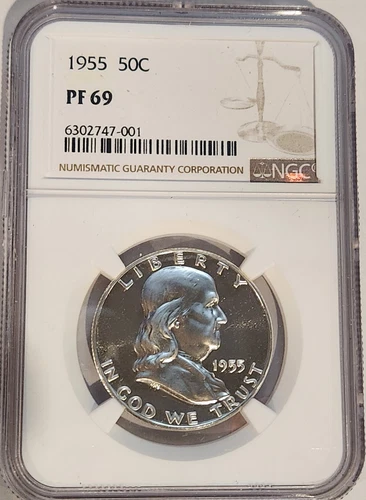 1955 50C
PF 69
6302747-001
NUMISMATIC GUARANTY CORPORATION
NGC
LIBERTY
1955
IN GOD WE TRUST